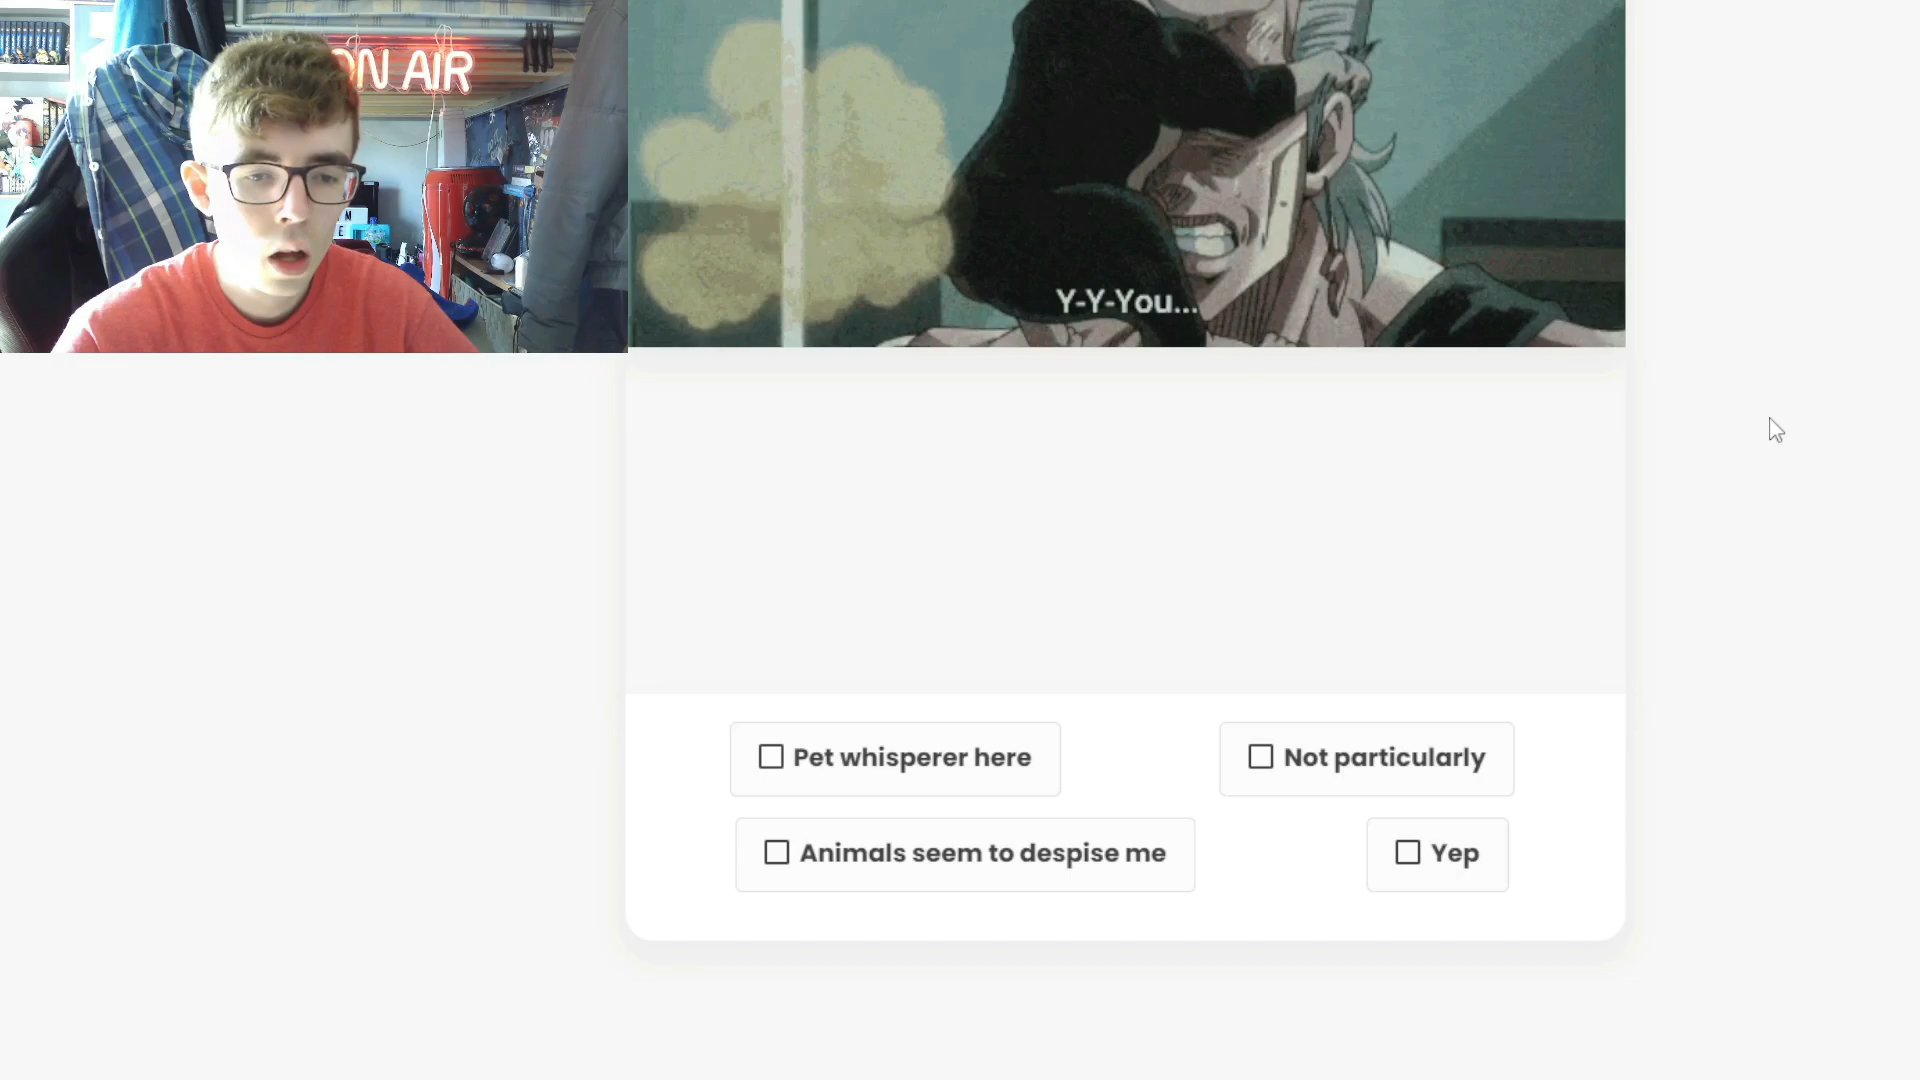 ON AIR
Y-Y-You...
Pet whisperer here
Not particularly
Animals seem to despise me
Yep